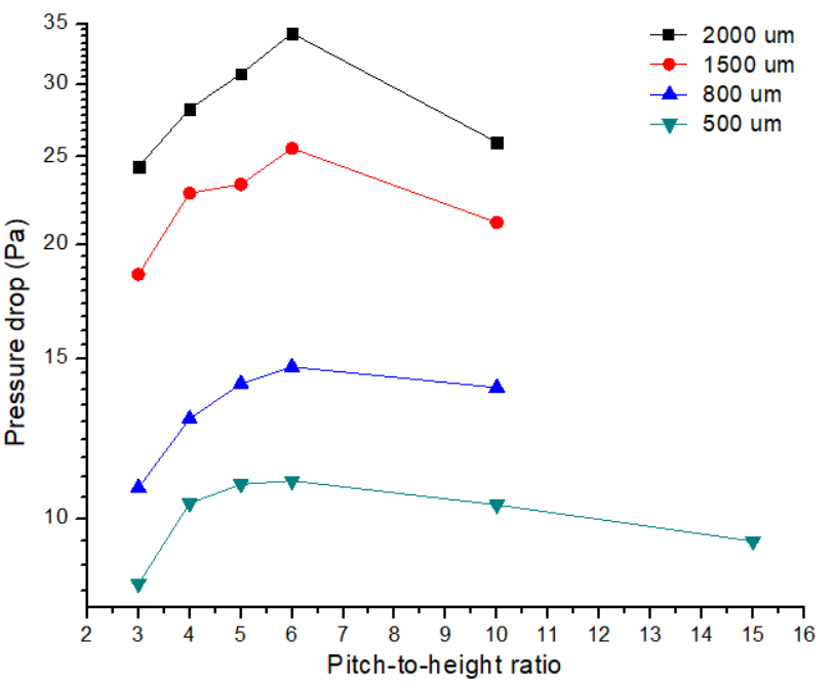 35
30
25
20
15
10
Pressure drop (Pa)
2000 um
1500 um
800 um
500 um
2 3 4 5 6 7 8 9 10 11 12 13 14 15 16
Pitch-to-height ratio